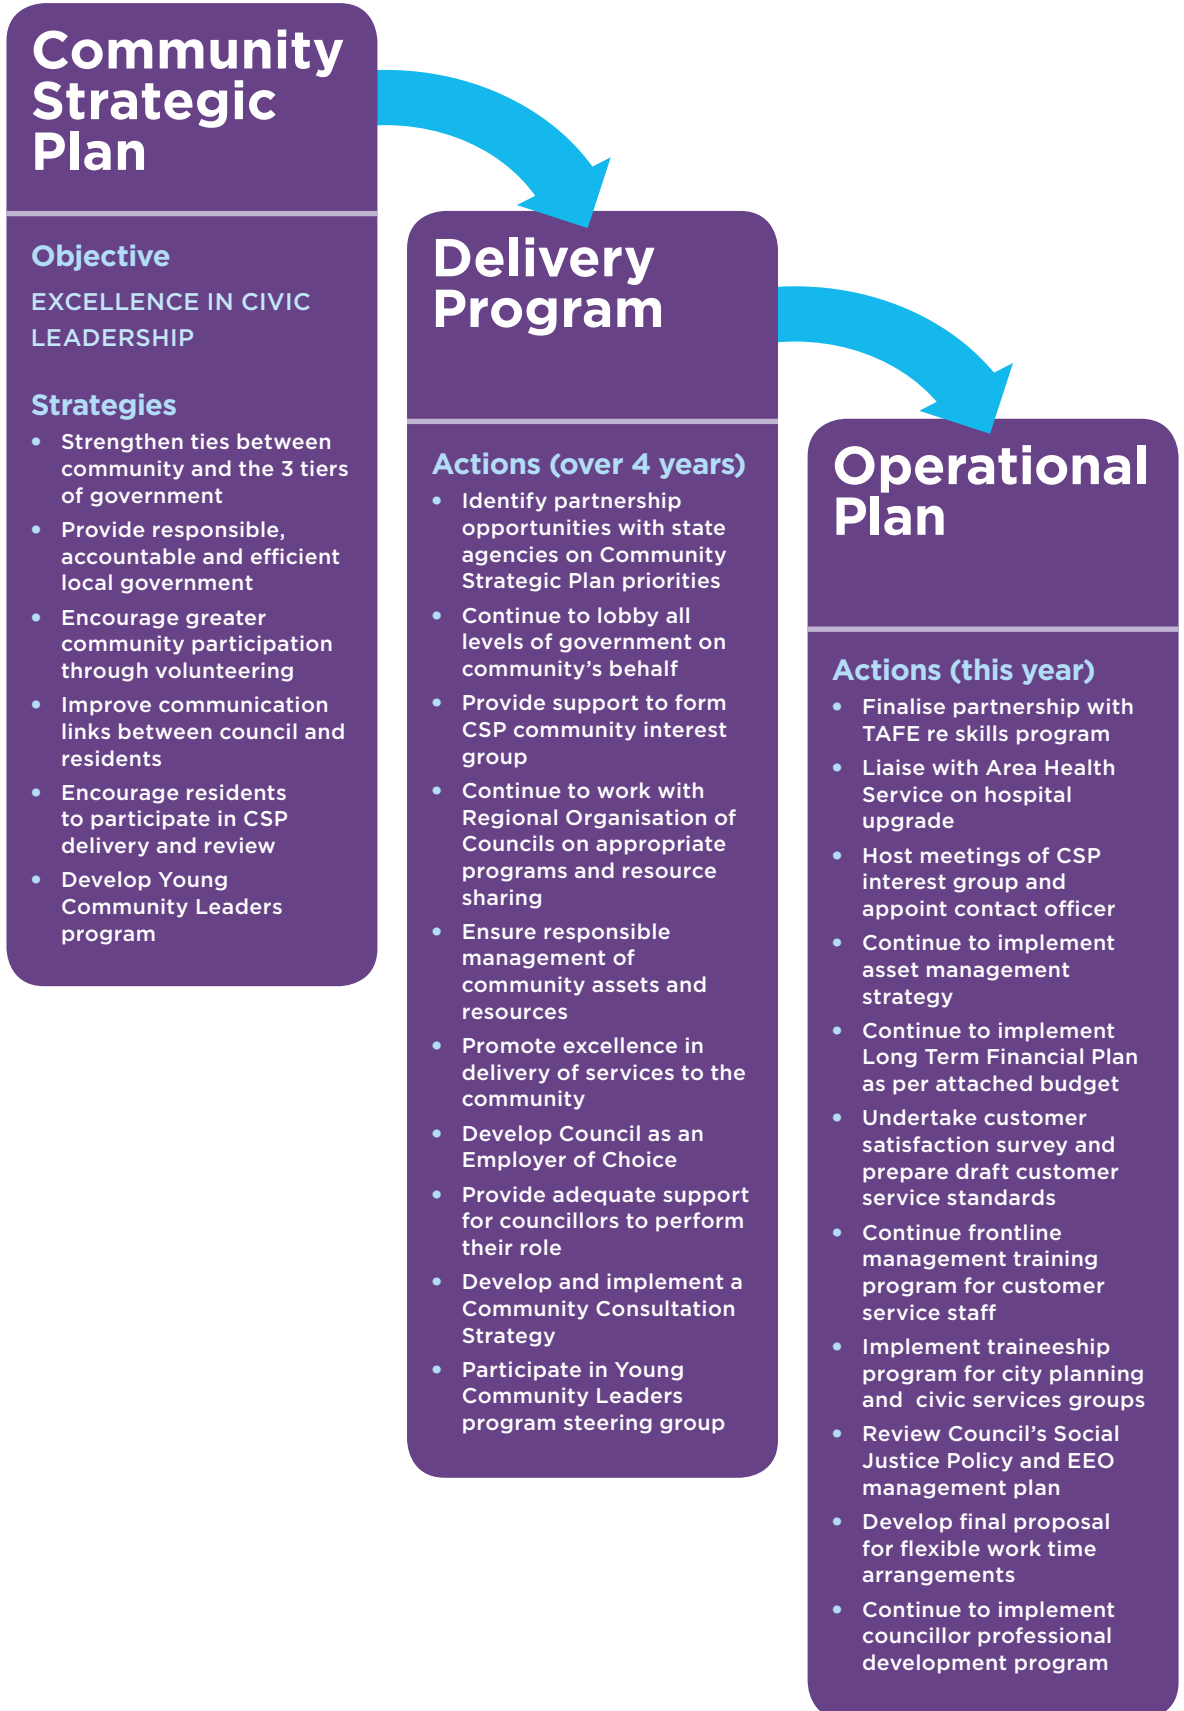 Community
Strategic
Plan
Objective
EXCELLENCE IN CIVIC
LEADERSHIP
Strategies
• Strengthen ties between
community and the 3 tiers
of government
• Provide responsible,
accountable and efficient
local government
• Encourage greater
community participation
through volunteering
• Improve communication
links between council and
residents
• Encourage residents
to participate in CSP
delivery and review
• Develop Young
Community Leaders
program
Delivery
Program
Actions (over 4 years)
• Identify partnership
opportunities with state
agencies on Community
Strategic Plan priorities
• Continue to lobby all
levels of government on
community’s behalf
• Provide support to form
CSP community interest
group
• Continue to work with
Regional Organisation of
Councils on appropriate
programs and resource
sharing
• Ensure responsible
management of
community assets and
resources
• Promote excellence in
delivery of services to the
community
• Develop Council as an
Employer of Choice
• Provide adequate support
for councillors to perform
their role
• Develop and implement a
Community Consultation
Strategy
• Participate in Young
Community Leaders
program steering group
Operational
Plan
Actions (this year)
• Finalise partnership with
TAFE re skills program
• Liaise with Area Health
Service on hospital
upgrade
• Host meetings of CSP
interest group and
appoint contact officer
• Continue to implement
asset management
strategy
• Continue to implement
Long Term Financial Plan
as per attached budget
• Undertake customer
satisfaction survey and
prepare draft customer
service standards
• Continue frontline
management training
program for customer
service staff
• Implement traineeship
program for city planning
and civic services groups
• Review Council’s Social
Justice Policy and EEO
management plan
• Develop final proposal
for flexible work time
arrangements
• Continue to implement
councillor professional
development program